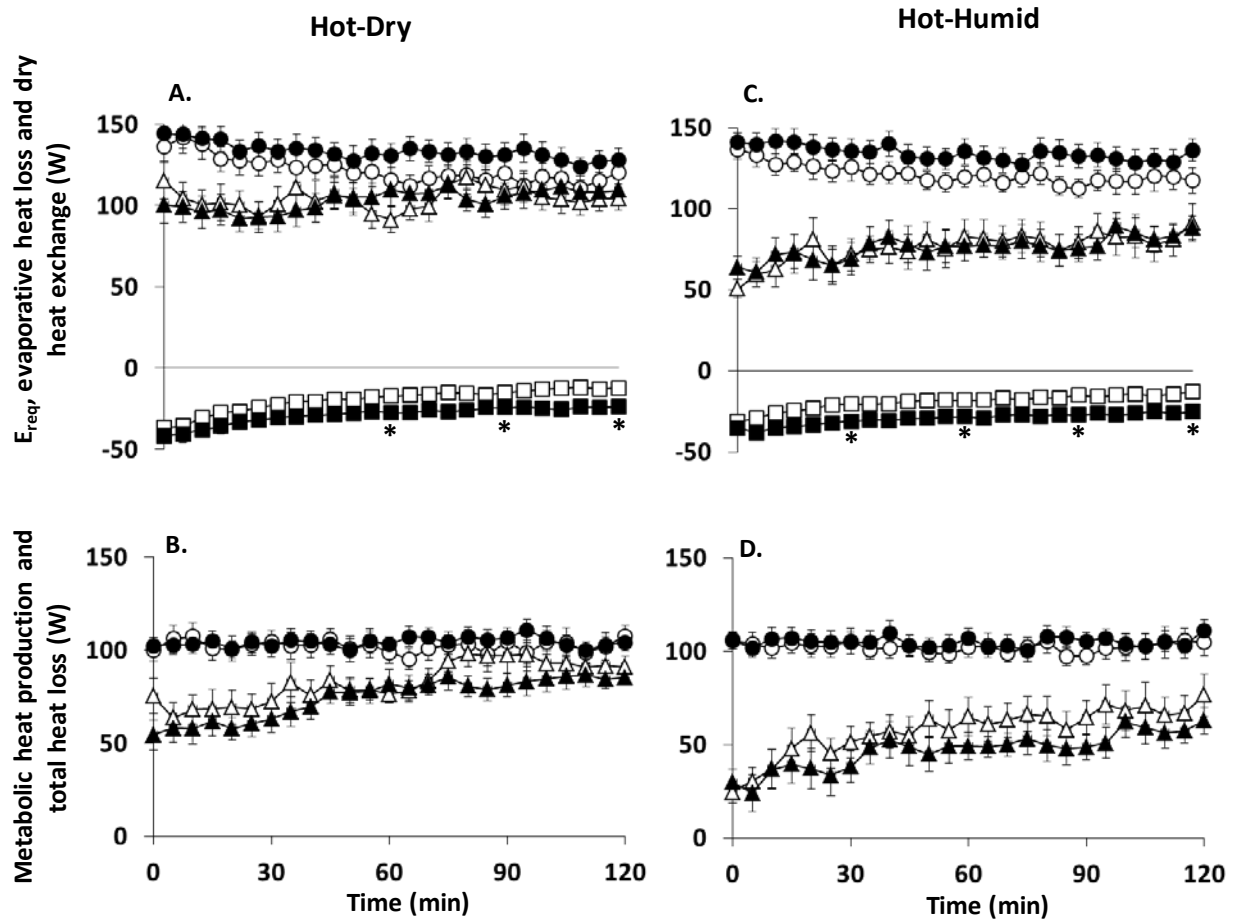 Hot-Dry
Hot-Humid
E_req, evaporative heat loss and dry
heat exchange (W)
A.
150
100
50
0
-50
* * *
C.
150
100
50
0
-50
* * * *
Metabolic heat production and
total heat loss (W)
B.
150
100
50
0
0 30 60 90 120
Time (min)
D.
150
100
50
0
0 30 60 90 120
Time (min)